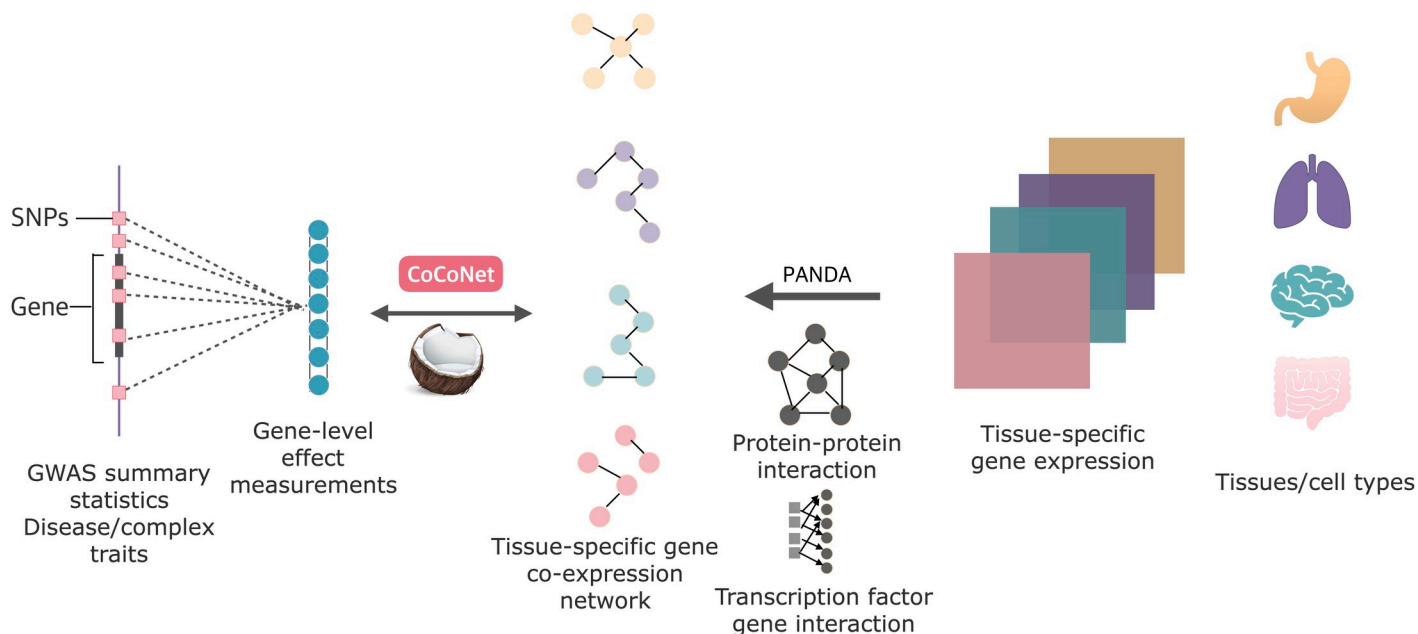 SNPs
Gene
GWAS summary
statistics
Disease/complex
traits
Gene-level
effect
measurements
CoCoNet
Tissue-specific gene
co-expression
network
PANDA
Protein-protein
interaction
Transcription factor
gene interaction
Tissue-specific
gene expression
Tissues/cell types